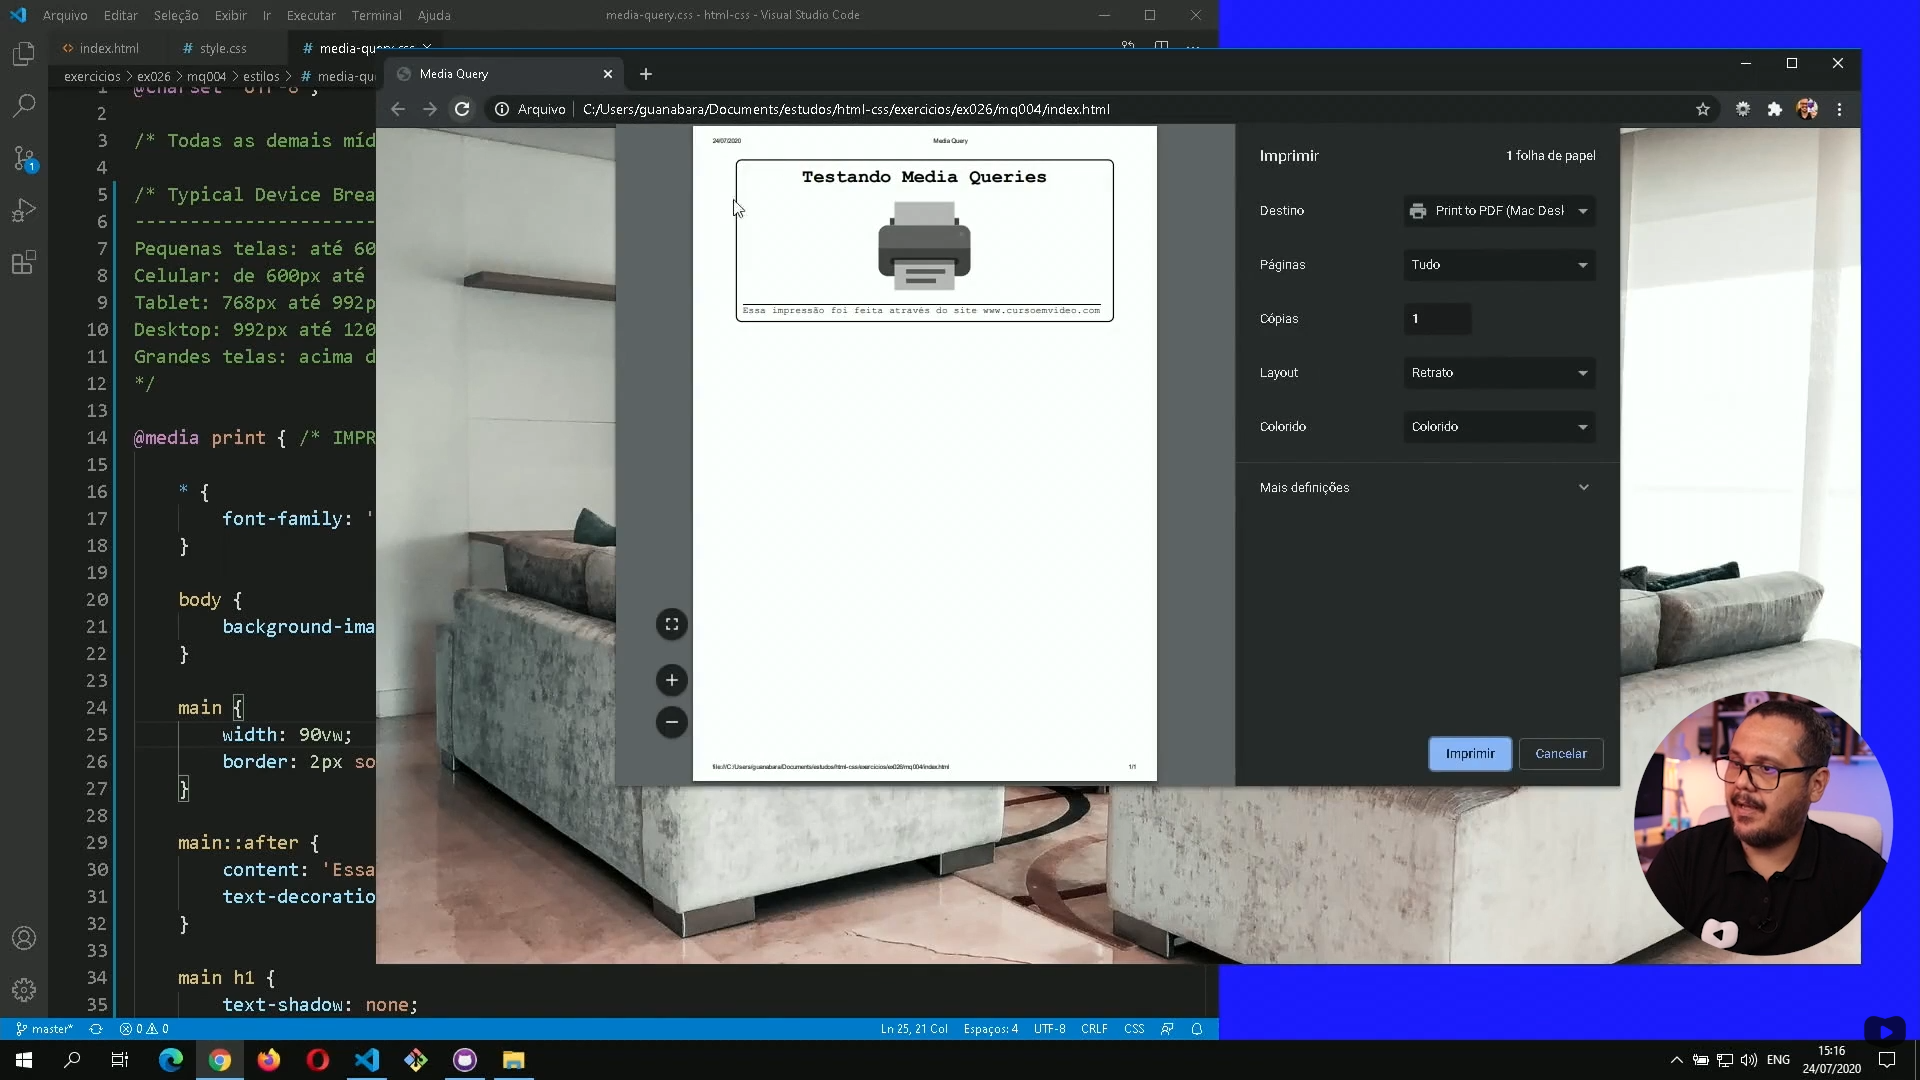 Arquivo Editar Seleção Exibir Ir Executar Terminal Ajuda
media-query.css - html-css - Visual Studio Code
index.html
# style.css
# media-query.css
exercicios > ex026 > mq004 > estilos > # media-qu
Media Query
Arquivo
C:/Users/guanabara/Documents/estudos/html-css/exercicios/ex026/mq004/index.html
1 @charset "UTF-8";
2
3 /* Todas as demais míd
4
5 /* Typical Device Brea
6 ----------------------
7 Pequenas telas: até 60
8 Celular: de 600px até
9 Tablet: 768px até 992p
10 Desktop: 992px até 120
11 Grandes telas: acima d
12 */
13
14 @media print { /* IMPR
15
16 * {
17 font-family: '
18 }
19
20 body {
21 background-ima
22 }
23
24 main {
25 width: 90vw;
26 border: 2px so
27 }
28
29 main::after {
30 content: 'Essa
31 text-decoratio
32 }
33
34 main h1 {
35 text-shadow: none;
24/07/2020
Media Query
Testando Media Queries
Essa impressão foi feita através do site www.cursoemvideo.com
file:///C:/Users/guanabara/Documents/estudos/html-css/exercicios/ex026/mq004/index.html
1/1
Imprimir
1 folha de papel
Destino
Print to PDF (Mac Desl
Páginas
Tudo
Cópias
1
Layout
Retrato
Colorido
Colorido
Mais definições
Imprimir
Cancelar
1
master*
0 0
Ln 25, 21 Col
Espaços: 4
UTF-8
CRLF
CSS
ENG
15:16
24/07/2020